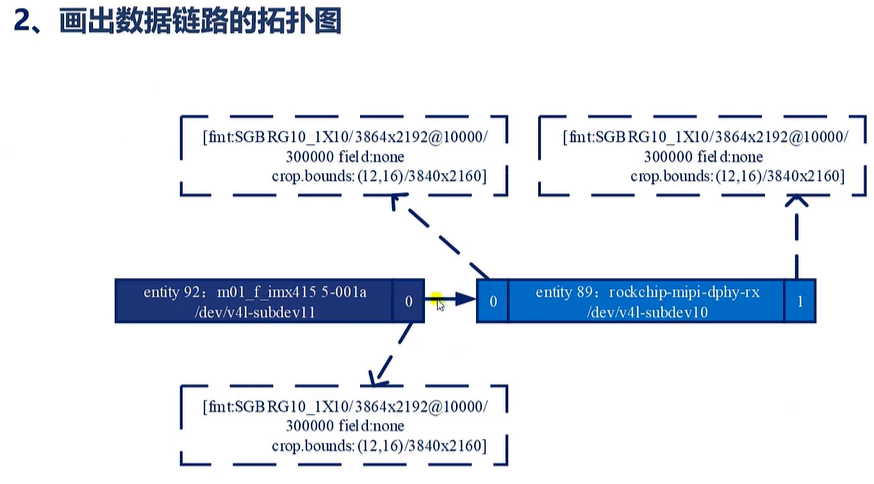 2、画出数据链路的拓扑图
[fmt:SGBRG10_1X10/3864x2192@10000/
300000 field:none
crop.bounds:(12,16)/3840x2160]
[fmt:SGBRG10_1X10/3864x2192@10000/
300000 field:none
crop.bounds:(12,16)/3840x2160]
entity 92：m01_f_imx415 5-001a
/dev/v4l-subdev11
0
0
entity 89：rockchip-mipi-dphy-rx
/dev/v4l-subdev10
1
[fmt:SGBRG10_1X10/3864x2192@10000/
300000 field:none
crop.bounds:(12,16)/3840x2160]